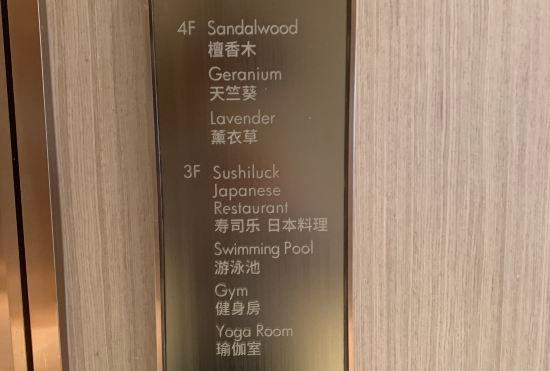 4F Sandalwood
檀香木
Geranium
天竺葵
Lavender
薰衣草
3F Sushiluck
Japanese
Restaurant
寿司乐 日本料理
Swimming Pool
游泳池
Gym
健身房
Yoga Room
瑜伽室